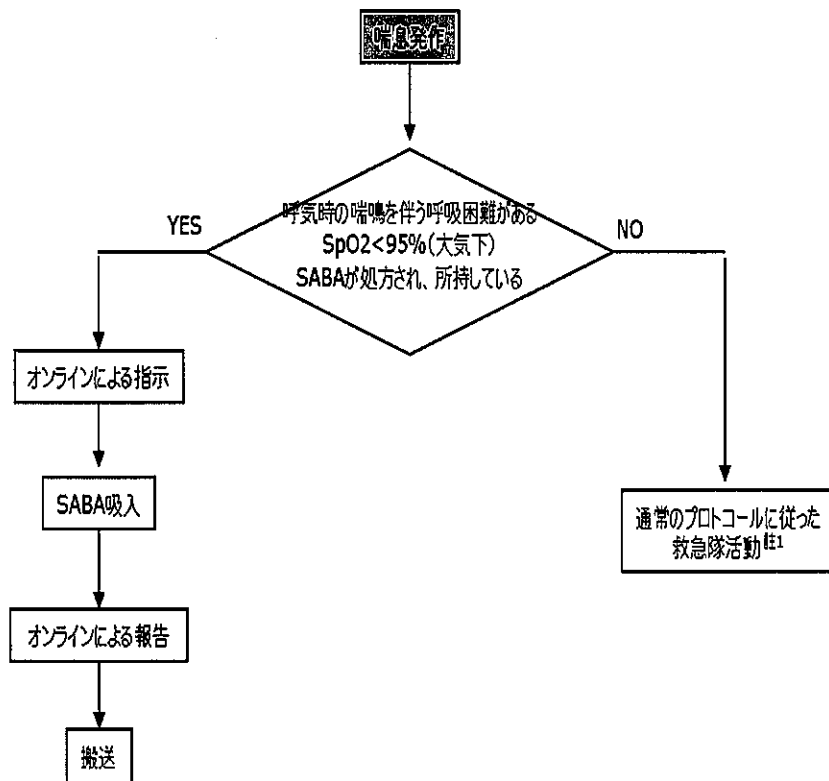 喘息発作
呼気時の喘鳴を伴う呼吸困難がある
SpO2<95%(大気下)
SABAが処方され、所持している
YES
NO
オンラインによる指示
SABA吸入
通常のプロトコールに従った
救急隊活動註1
オンラインによる報告
搬送